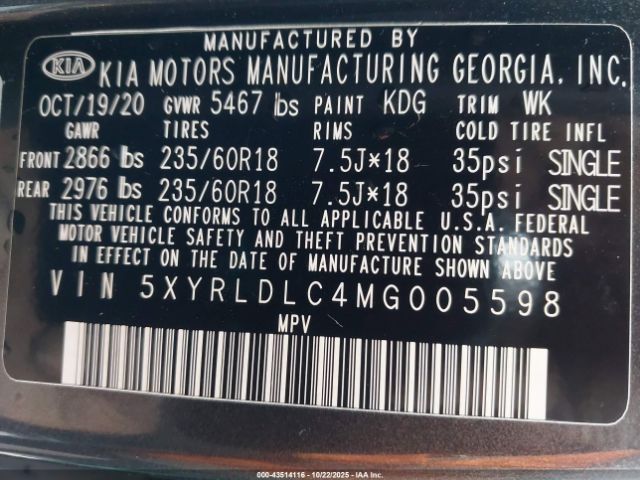 MANUFACTURED BY
KIA KIA MOTORS MANUFACTURING GEORGIA, INC.
OCT/19/20 GVWR 5467 lbs PAINT KDG TRIM WK
GAWR TIRES RIMS COLD TIRE INFL
FRONT 2866 lbs 235/60R18 7.5J*18 35psi SINGLE
REAR 2976 lbs 235/60R18 7.5J*18 35psi SINGLE
THIS VEHICLE CONFORMS TO ALL APPLICABLE U.S.A. FEDERAL
MOTOR VEHICLE SAFETY AND THEFT PREVENTION STANDARDS
IN EFFECT ON THE DATE OF MANUFACTURE SHOWN ABOVE
VIN 5XYRLDLC4MG005598
MPV
000-43514116 | 10/22/2025 | IAA Inc.